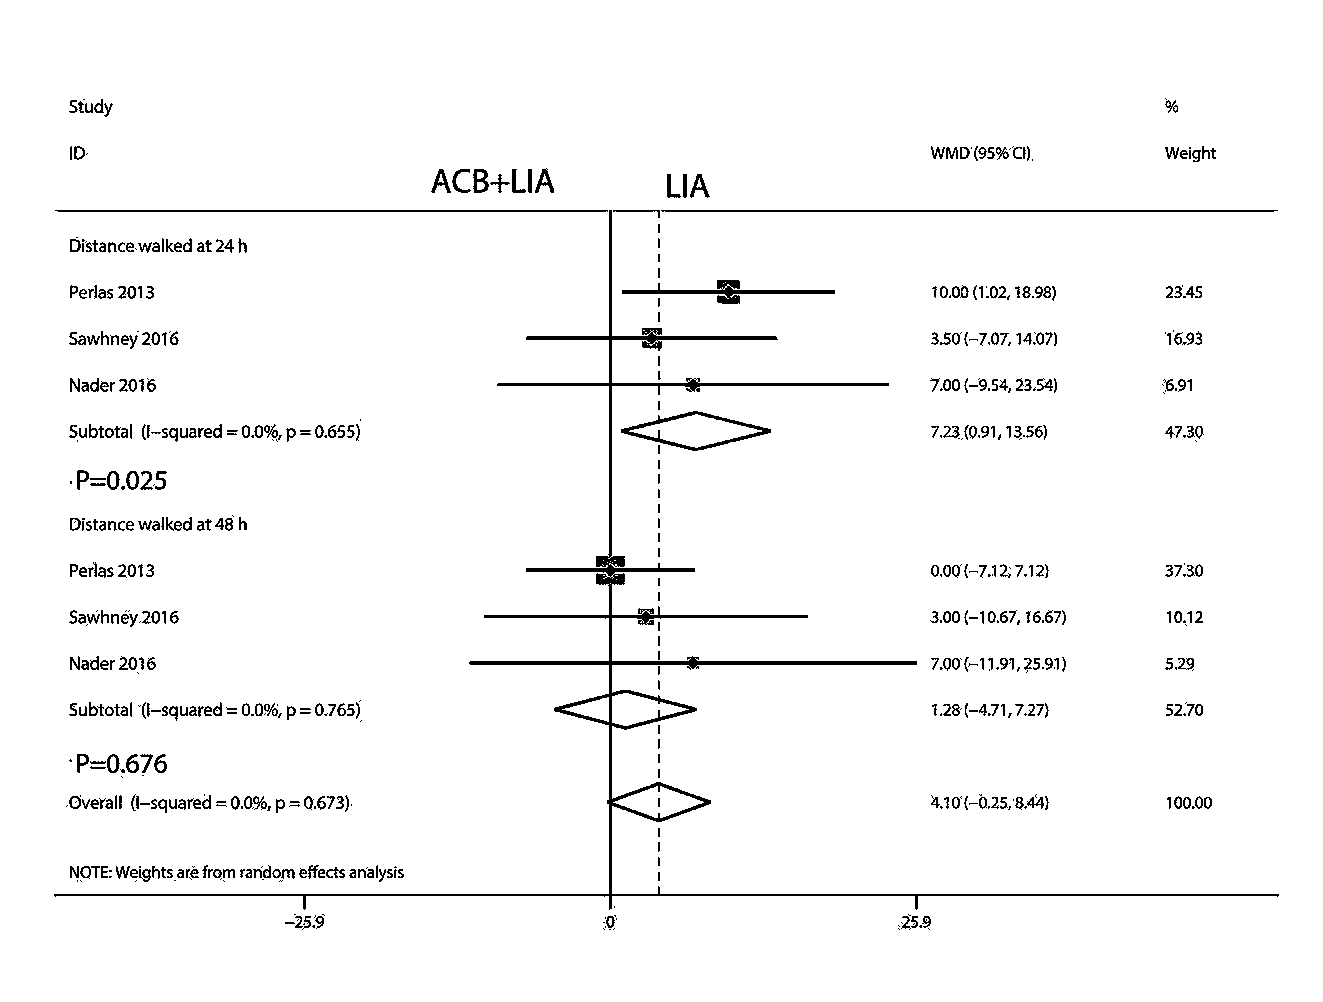 Study %
ID WMD (95% CI) Weight
ACB+LIA LIA
Distance walked at 24 h
Perlas 2013 10.00 (1.02, 18.98) 23.45
Sawhney 2016 3.50 (−7.07, 14.07) 16.93
Nader 2016 7.00 (−9.54, 23.54) 6.91
Subtotal (I−squared = 0.0%, p = 0.655) 7.23 (0.91, 13.56) 47.30
P=0.025
Distance walked at 48 h
Perlas 2013 0.00 (−7.12, 7.12) 37.30
Sawhney 2016 3.00 (−10.67, 16.67) 10.12
Nader 2016 7.00 (−11.91, 25.91) 5.29
Subtotal (I−squared = 0.0%, p = 0.765) 1.28 (−4.71, 7.27) 52.70
P=0.676
Overall (I−squared = 0.0%, p = 0.673) 4.10 (−0.25, 8.44) 100.00
NOTE: Weights are from random effects analysis
−25.9 0 25.9